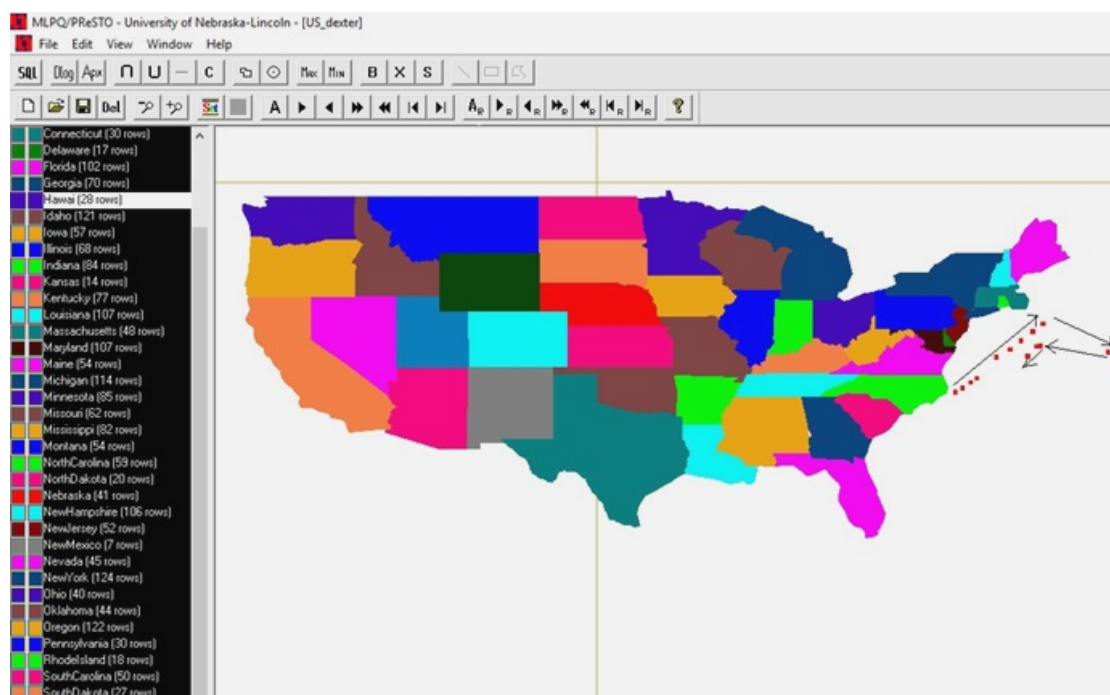 MLPQ/PReSTO - University of Nebraska-Lincoln - [US_dexter]
File Edit View Window Help
SQL Dlog Apx C Max Min B X S
Del Set A A R R R R R R R ?
Connecticut (30 rows)
Delaware (17 rows)
Florida (102 rows)
Georgia (70 rows)
Hawai (28 rows)
Idaho (121 rows)
Iowa (57 rows)
Illinois (68 rows)
Indiana (84 rows)
Kansas (14 rows)
Kentucky (77 rows)
Louisiana (107 rows)
Massachusetts (48 rows)
Maryland (107 rows)
Maine (54 rows)
Michigan (114 rows)
Minnesota (85 rows)
Missouri (62 rows)
Mississippi (82 rows)
Montana (54 rows)
NorthCarolina (59 rows)
NorthDakota (20 rows)
Nebraska (41 rows)
NewHampshire (106 rows)
NewJersey (52 rows)
NewMexico (7 rows)
Nevada (45 rows)
NewYork (124 rows)
Ohio (40 rows)
Oklahoma (44 rows)
Oregon (122 rows)
Pennsylvania (30 rows)
RhodeIsland (18 rows)
SouthCarolina (50 rows)
SouthDakota (27 rows)